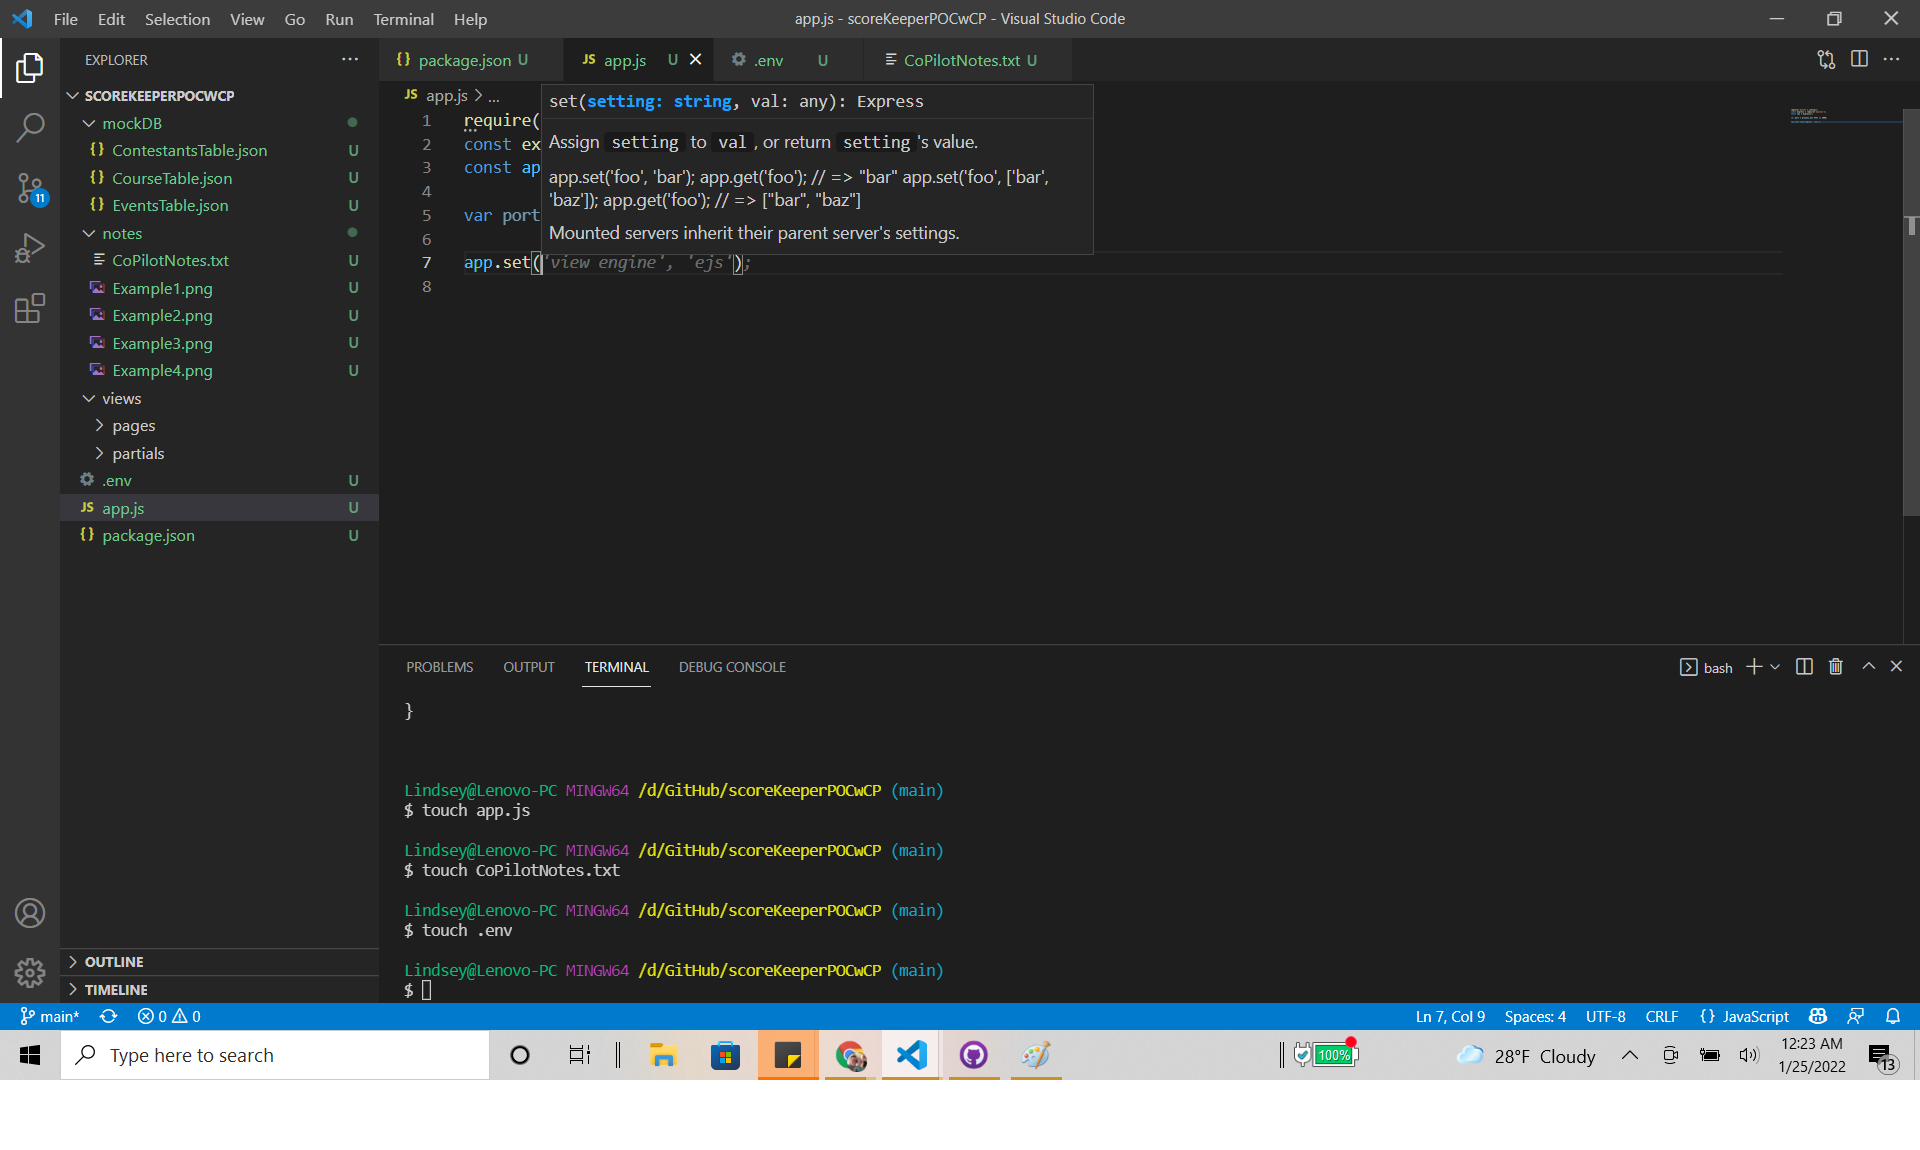 File Edit Selection View Go Run Terminal Help
app.js - scoreKeeperPOCwCP - Visual Studio Code
EXPLORER
SCOREKEEPERPOCWCP
mockDB
ContestantsTable.json U
CourseTable.json U
EventsTable.json U
notes
CoPilotNotes.txt U
Example1.png U
Example2.png U
Example3.png U
Example4.png U
views
pages
partials
.env U
JS app.js U
{} package.json U
OUTLINE
TIMELINE
{} package.json U
JS app.js U
.env U
CoPilotNotes.txt U
JS app.js > ...
1 require(
2 const ex
3 const ap
4
5 var port
6
7 app.set('view engine', 'ejs');
8
set(setting: string, val: any): Express
Assign setting to val, or return setting's value.
app.set('foo', 'bar'); app.get('foo'); // => "bar" app.set('foo', ['bar',
'baz']); app.get('foo'); // => ["bar", "baz"]
Mounted servers inherit their parent server's settings.
PROBLEMS OUTPUT TERMINAL DEBUG CONSOLE
bash
}
Lindsey@Lenovo-PC MINGW64 /d/GitHub/scoreKeeperPOCwCP (main)
$ touch app.js
Lindsey@Lenovo-PC MINGW64 /d/GitHub/scoreKeeperPOCwCP (main)
$ touch CoPilotNotes.txt
Lindsey@Lenovo-PC MINGW64 /d/GitHub/scoreKeeperPOCwCP (main)
$ touch .env
Lindsey@Lenovo-PC MINGW64 /d/GitHub/scoreKeeperPOCwCP (main)
$
11
main* 0 0
Ln 7, Col 9 Spaces: 4 UTF-8 CRLF {} JavaScript
Type here to search
100%
28°F Cloudy
12:23 AM
1/25/2022
13